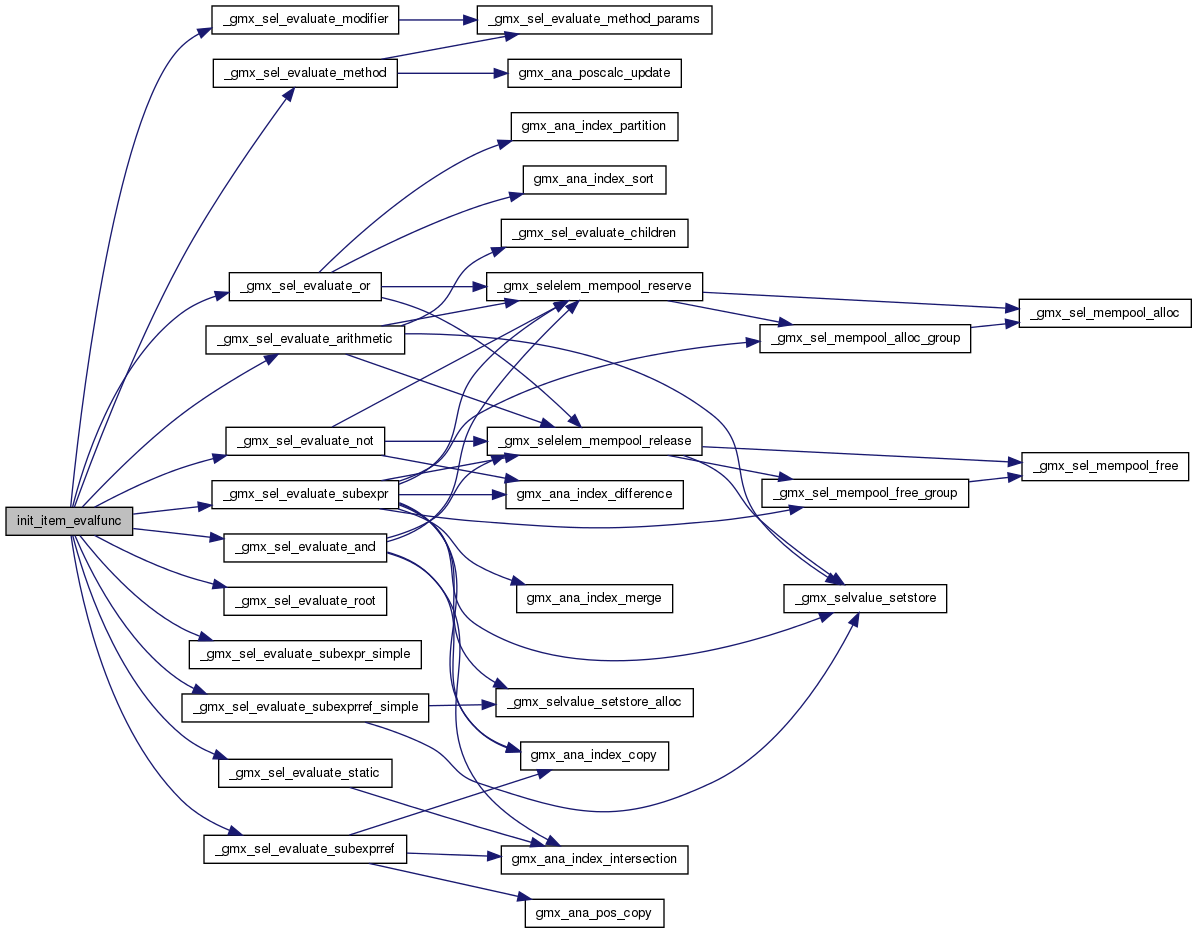 _gmx_sel_evaluate_modifier
_gmx_sel_evaluate_method_params
_gmx_sel_evaluate_method
gmx_ana_poscalc_update
gmx_ana_index_partition
gmx_ana_index_sort
_gmx_sel_evaluate_children
_gmx_sel_evaluate_or
_gmx_selelem_mempool_reserve
_gmx_sel_mempool_alloc
_gmx_sel_evaluate_arithmetic
_gmx_sel_mempool_alloc_group
_gmx_sel_evaluate_not
_gmx_selelem_mempool_release
_gmx_sel_mempool_free
_gmx_sel_evaluate_subexpr
gmx_ana_index_difference
_gmx_sel_mempool_free_group
init_item_evalfunc
_gmx_sel_evaluate_and
_gmx_sel_evaluate_root
gmx_ana_index_merge
_gmx_selvalue_setstore
_gmx_sel_evaluate_subexpr_simple
_gmx_sel_evaluate_subexprref_simple
_gmx_selvalue_setstore_alloc
gmx_ana_index_copy
_gmx_sel_evaluate_static
_gmx_sel_evaluate_subexprref
gmx_ana_index_intersection
gmx_ana_pos_copy